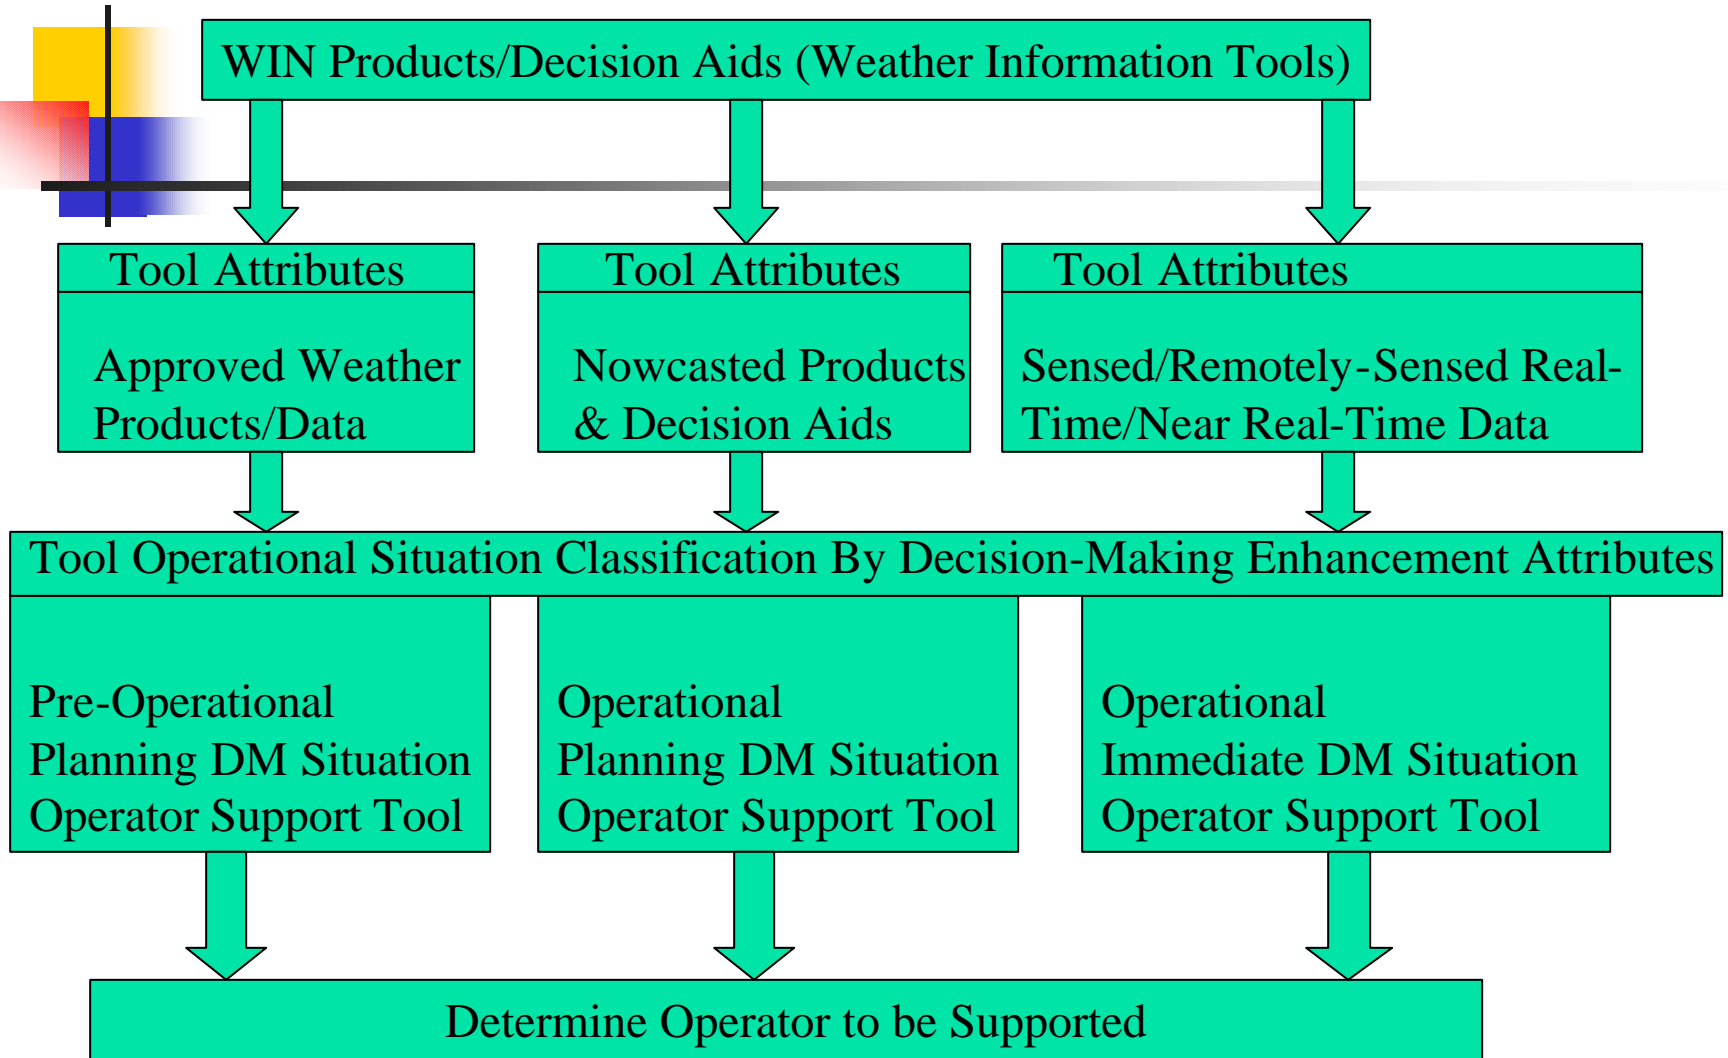 WIN Products/Decision Aids (Weather Information Tools)
Tool Attributes
Approved Weather
Products/Data
Tool Attributes
Nowcasted Products
& Decision Aids
Tool Attributes
Sensed/Remotely-Sensed Real-
Time/Near Real-Time Data
Tool Operational Situation Classification By Decision-Making Enhancement Attributes
Pre-Operational
Planning DM Situation
Operator Support Tool
Operational
Planning DM Situation
Operator Support Tool
Operational
Immediate DM Situation
Operator Support Tool
Determine Operator to be Supported